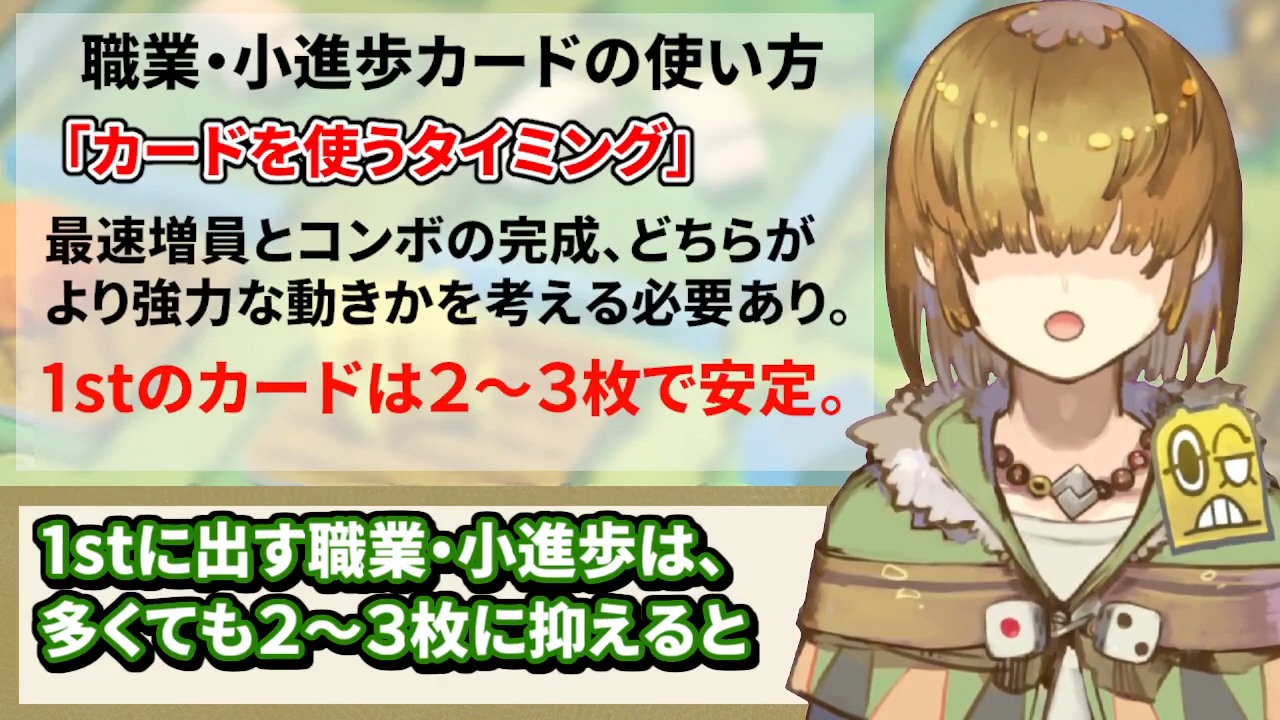 職業・小進歩カードの使い方
「カードを使うタイミング」
最速増員とコンボの完成、どちらが
より強力な動きかを考える必要あり。
1stのカードは２～３枚で安定。
1stに出す職業・小進歩は、
多くても２～３枚に抑えると